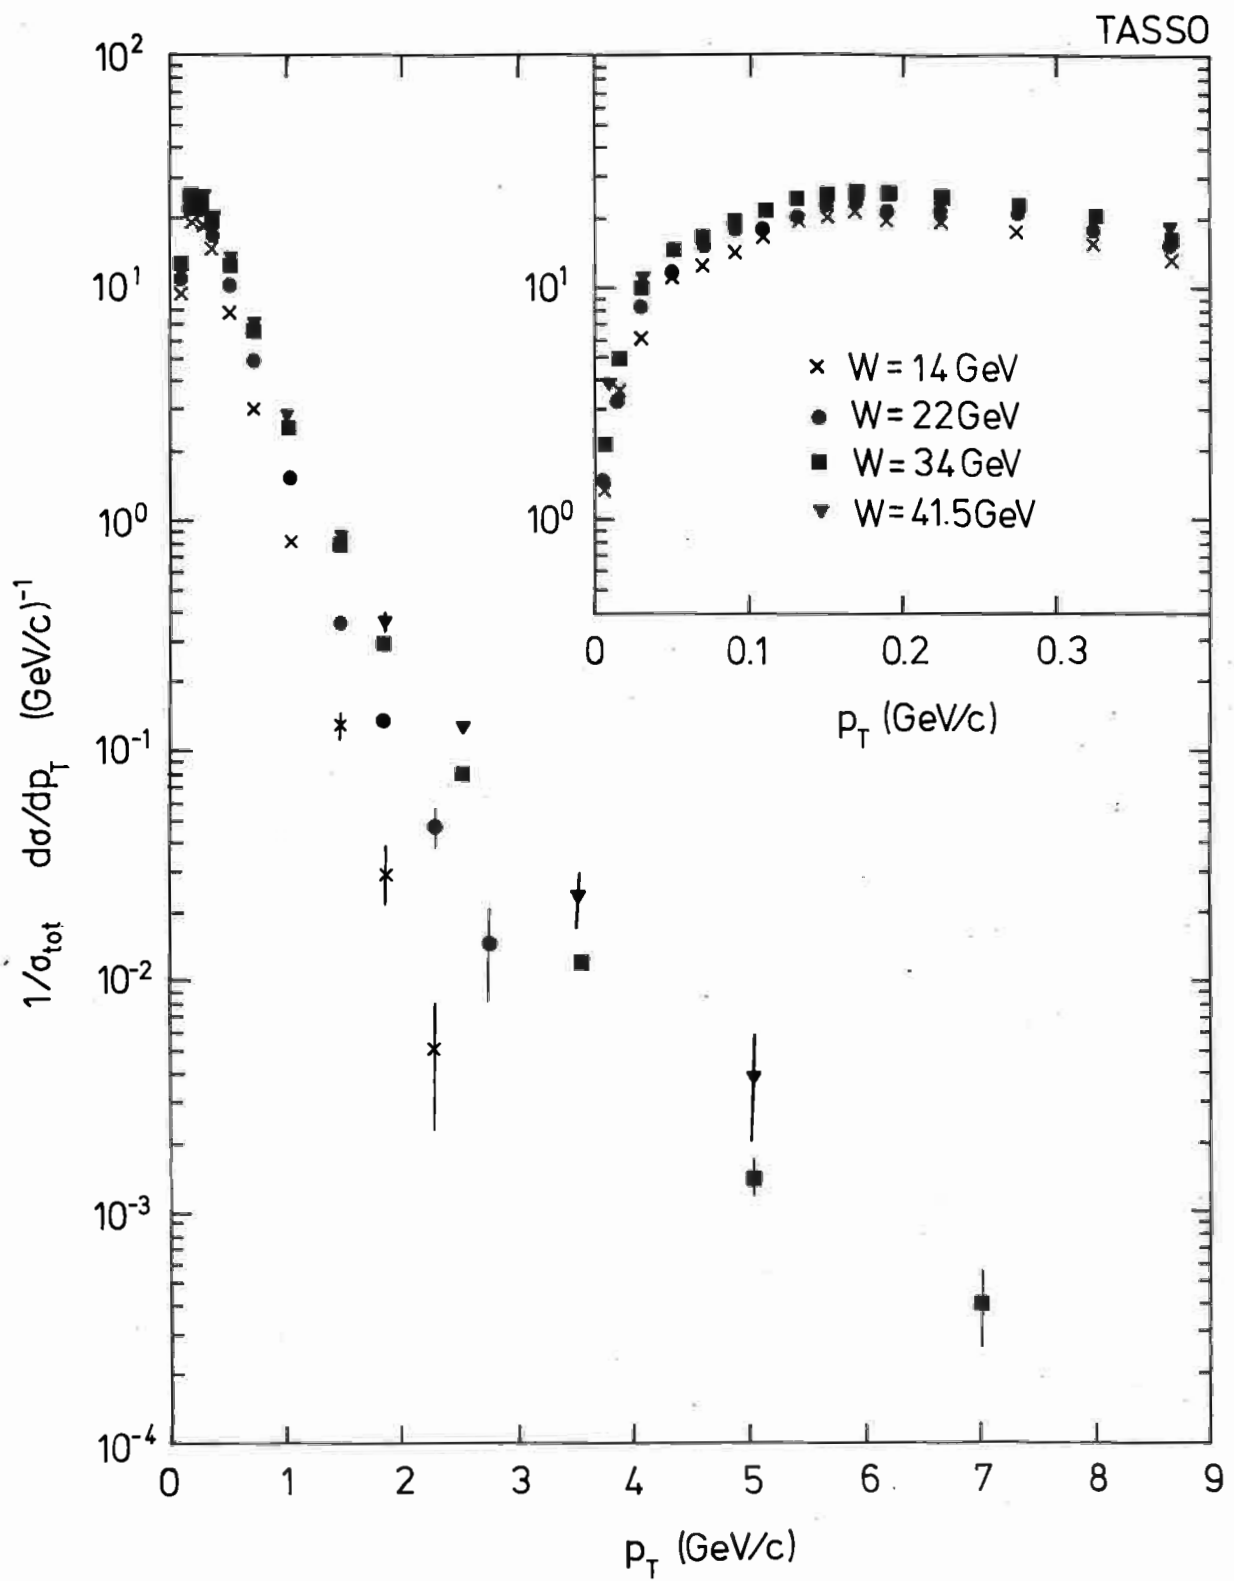 TASSO
10²
10¹
10⁰
10⁻¹
10⁻²
10⁻³
10⁻⁴
1/σ_tot dσ/dp_T (GeV/c)⁻¹
0 1 2 3 4 5 6 7 8 9
p_T (GeV/c)
10¹
10⁰
× W = 14 GeV
● W = 22 GeV
■ W = 34 GeV
▼ W = 41.5 GeV
0 0.1 0.2 0.3
p_T (GeV/c)